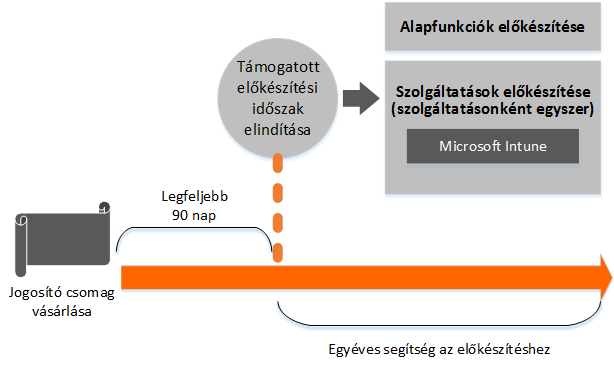 Alapfunkciók előkészítése
Támogatott
előkészítési
időszak
elindítása
Szolgáltatások előkészítése
(szolgáltatásonként egyszer)
Microsoft Intune
Legfeljebb
90 nap
Jogosító csomag
vásárlása
Egyéves segítség az előkészítéshez